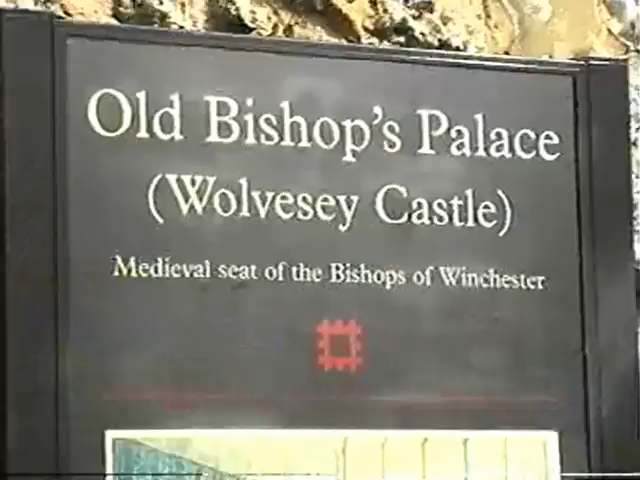 Old Bishop's Palace
(Wolvesey Castle)
Medieval seat of the Bishops of Winchester